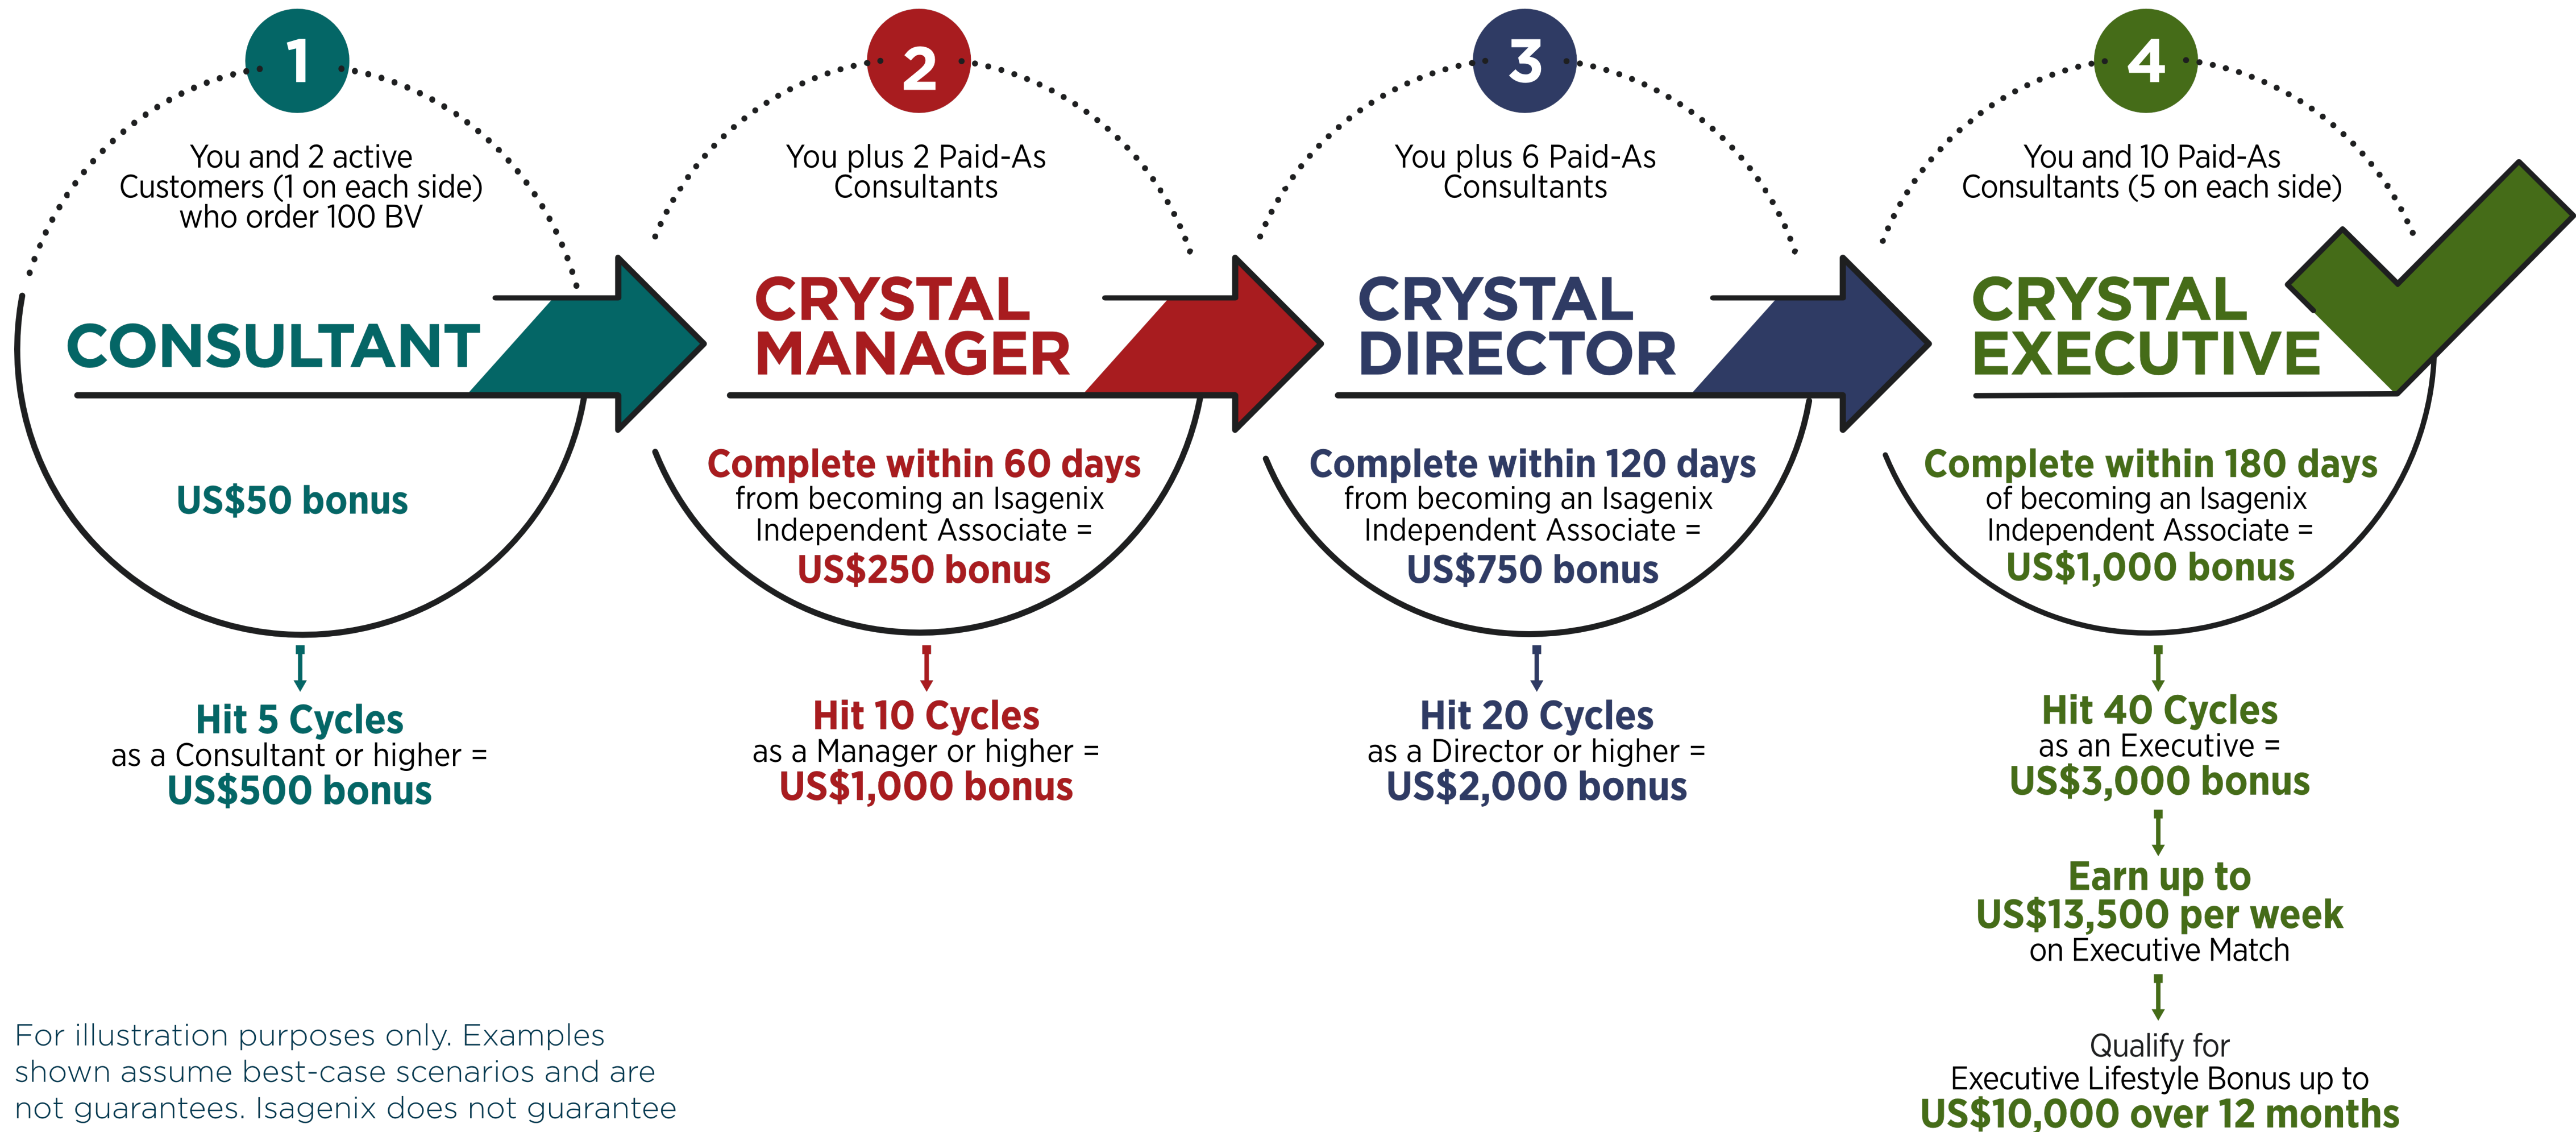 1
You and 2 active
Customers (1 on each side)
who order 100 BV
CONSULTANT
US$50 bonus
Hit 5 Cycles
as a Consultant or higher =
US$500 bonus
2
You plus 2 Paid-As
Consultants
CRYSTAL
MANAGER
Complete within 60 days
from becoming an Isagenix
Independent Associate =
US$250 bonus
Hit 10 Cycles
as a Manager or higher =
US$1,000 bonus
3
You plus 6 Paid-As
Consultants
CRYSTAL
DIRECTOR
Complete within 120 days
from becoming an Isagenix
Independent Associate =
US$750 bonus
Hit 20 Cycles
as a Director or higher =
US$2,000 bonus
4
You and 10 Paid-As
Consultants (5 on each side)
CRYSTAL
EXECUTIVE
Complete within 180 days
of becoming an Isagenix
Independent Associate =
US$1,000 bonus
Hit 40 Cycles
as an Executive =
US$3,000 bonus
Earn up to
US$13,500 per week
on Executive Match
Qualify for
Executive Lifestyle Bonus up to
US$10,000 over 12 months
For illustration purposes only. Examples
shown assume best-case scenarios and are
not guarantees. Isagenix does not guarantee